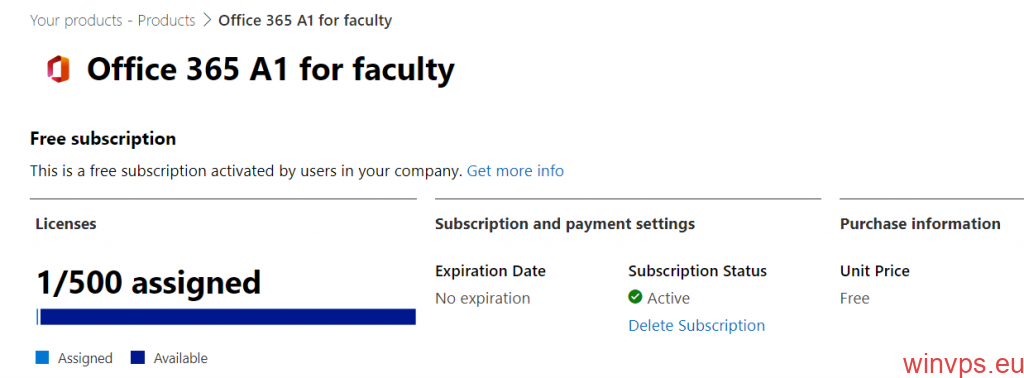 Your products - Products > Office 365 A1 for faculty
Office 365 A1 for faculty
Free subscription
This is a free subscription activated by users in your company. Get more info
Licenses
1/500 assigned
Assigned Available
Subscription and payment settings
Expiration Date
No expiration
Subscription Status
Active
Delete Subscription
Purchase information
Unit Price
Free
winvps.eu